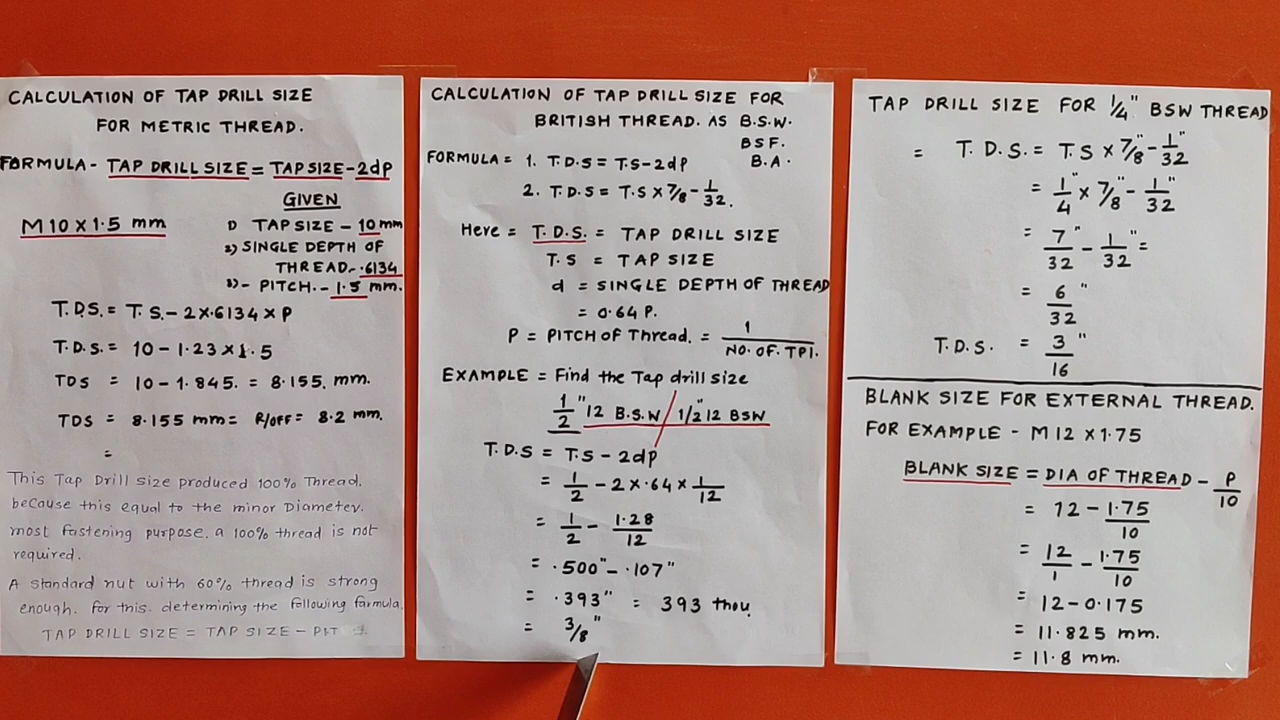 CALCULATION OF TAP DRILL SIZE
FOR METRIC THREAD.
FORMULA - TAP DRILL SIZE = TAP SIZE - 2dP
GIVEN
M 10 X 1.5 mm
1) TAP SIZE - 10 mm
2) SINGLE DEPTH OF
THREAD - .6134
3) - PITCH. - 1.5 mm.
T.D.S. = T.S. - 2 X .6134 X P
T.D.S. = 10 - 1.23 X 1.5
TDS = 10 - 1.845. = 8.155. mm.
TDS = 8.155 mm = R/OFF = 8.2 mm.
=
This Tap Drill size produced 100% Thread.
because this equal to the minor Diameter.
most fastening purpose. a 100% thread is not
required.
A standard nut with 60% thread is strong
enough. for this. determining the following formula.
TAP DRILL SIZE = TAP SIZE -
CALCULATION OF TAP DRILL SIZE FOR
BRITISH THREAD. AS B.S.W.
BSF.
B.A.
FORMULA = 1. T.D.S = T.S - 2dP
2. T.D.S = T.S X 7/8 - 1/32.
Here = T.D.S. = TAP DRILL SIZE
T.S = TAP SIZE
d = SINGLE DEPTH OF THREAD
= 0.64 P.
P = PITCH OF Thread. = 1/NO. OF. TPI.
EXAMPLE = Find the Tap drill size
1/2" 12 B.S.W / 1/2" 12 BSW
T.D.S = T.S - 2dP
= 1/2 - 2 X .64 X 1/12
= 1/2 - 1.28/12
= .500" - .107"
= .393" = 393 thou.
= 3/8"
TAP DRILL SIZE FOR 1/4" BSW THREAD
= T.D.S. = T.S X 7/8" - 1/32"
= 1/4" X 7/8" - 1/32"
= 7/32" - 1/32" =
= 6/32"
T.D.S. = 3/16"
BLANK SIZE FOR EXTERNAL THREAD.
FOR EXAMPLE - M 12 X 1.75
BLANK SIZE = DIA OF THREAD - P/10
= 12 - 1.75/10
= 12/1 - 1.75/10
= 12 - 0.175
= 11.825 mm.
= 11.8 mm.